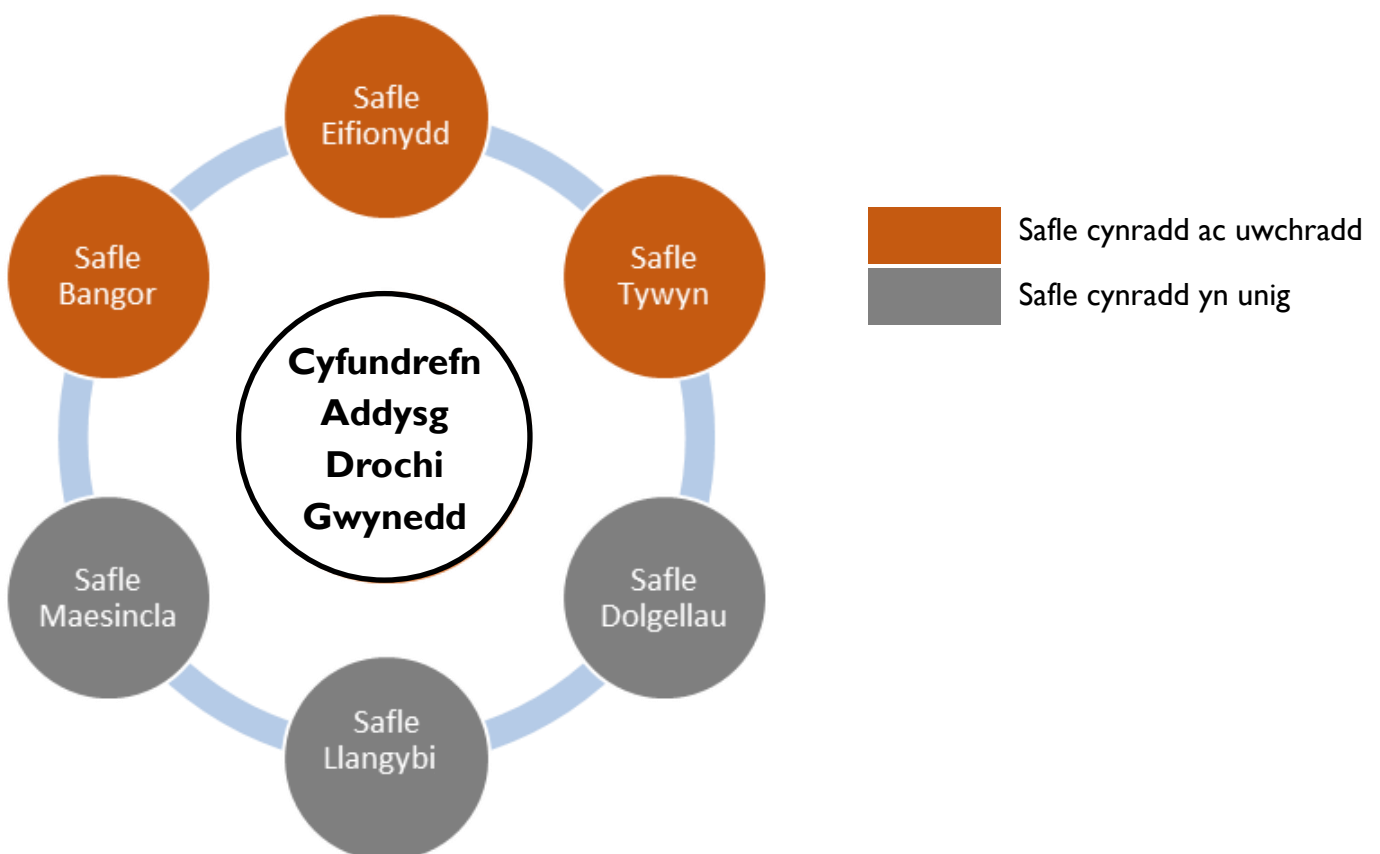 Safle
Eifionydd
Safle
Bangor
Safle
Tywyn
Cyfundrefn
Addysg
Drochi
Gwynedd
Safle
Maesincla
Safle
Dolgellau
Safle
Llangybi
Safle cynradd ac uwchradd
Safle cynradd yn unig